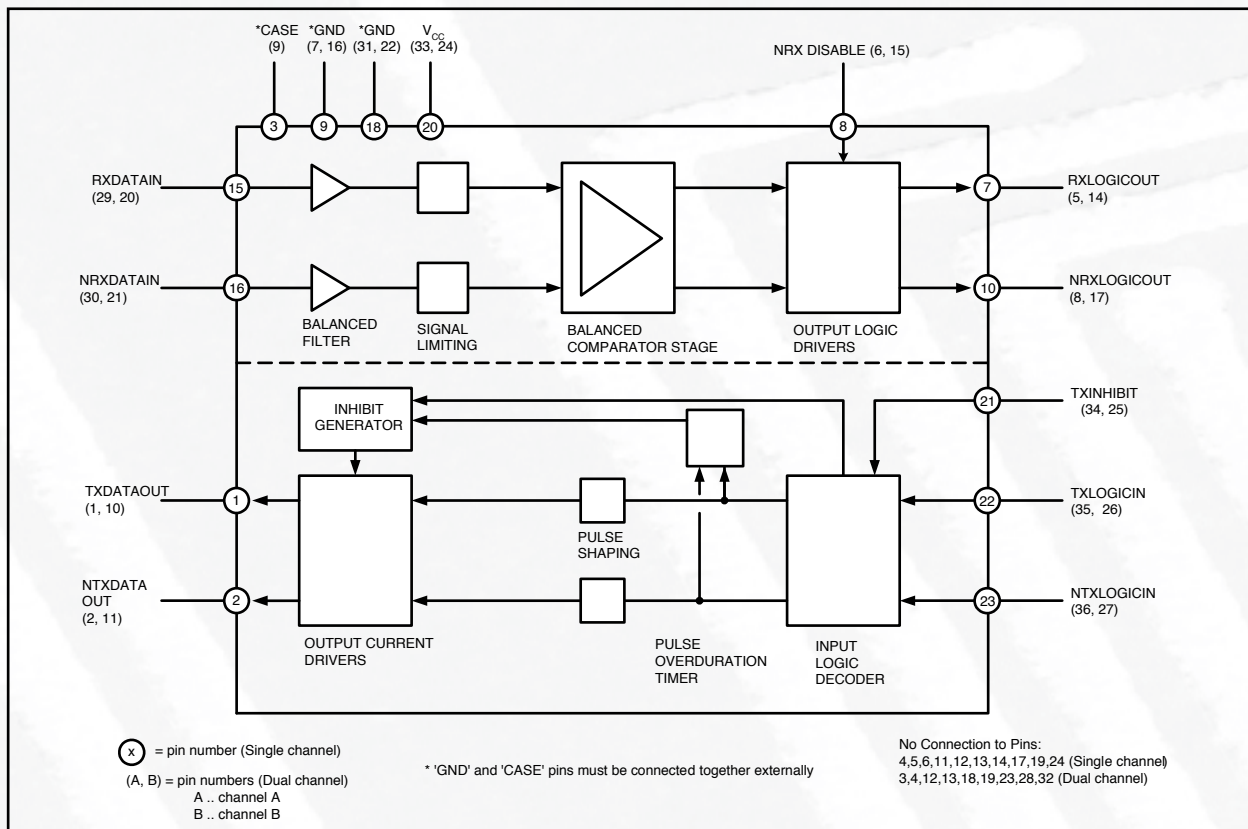 *CASE
(9)
*GND
(7, 16)
*GND
(31, 22)
VCC
(33, 24)
NRX DISABLE (6, 15)
3
9
18
20
8
RXDATAIN
(29, 20)
15
7
RXLOGICOUT
(5, 14)
NRXDATAIN
(30, 21)
16
10
NRXLOGICOUT
(8, 17)
BALANCED
FILTER
SIGNAL
LIMITING
BALANCED
COMPARATOR STAGE
OUTPUT LOGIC
DRIVERS
INHIBIT
GENERATOR
21
TXINHIBIT
(34, 25)
TXDATAOUT
(1, 10)
1
PULSE
SHAPING
22
TXLOGICIN
(35, 26)
NTXDATA
OUT
(2, 11)
2
23
NTXLOGICIN
(36, 27)
OUTPUT CURRENT
DRIVERS
PULSE
OVERDURATION
TIMER
INPUT
LOGIC
DECODER
x = pin number (Single channel)
(A, B) = pin numbers (Dual channel)
A .. channel A
B .. channel B
* 'GND' and 'CASE' pins must be connected together externally
No Connection to Pins:
4,5,6,11,12,13,14,17,19,24 (Single channel)
3,4,12,13,18,19,23,28,32 (Dual channel)